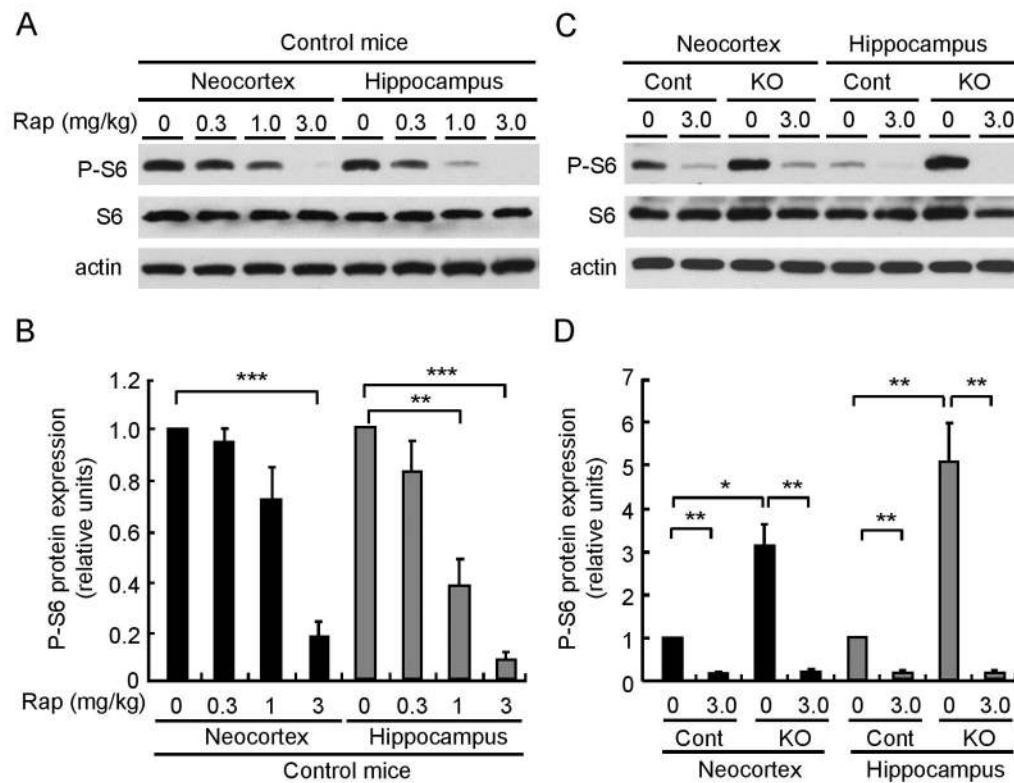 A
Control mice
Neocortex Hippocampus
Rap (mg/kg) 0 0.3 1.0 3.0 0 0.3 1.0 3.0
P-S6
S6
actin
C
Neocortex Hippocampus
Cont KO Cont KO
0 3.0 0 3.0 0 3.0 0 3.0
P-S6
S6
actin
B
P-S6 protein expression
(relative units)
1.2
1.0
0.8
0.6
0.4
0.2
0
***
***
**
Rap (mg/kg) 0 0.3 1 3 0 0.3 1 3
Neocortex Hippocampus
Control mice
D
P-S6 protein expression
(relative units)
7
6
5
4
3
2
1
0
** **
* **
** **
0 3.0 0 3.0 0 3.0 0 3.0
Cont KO Cont KO
Neocortex Hippocampus